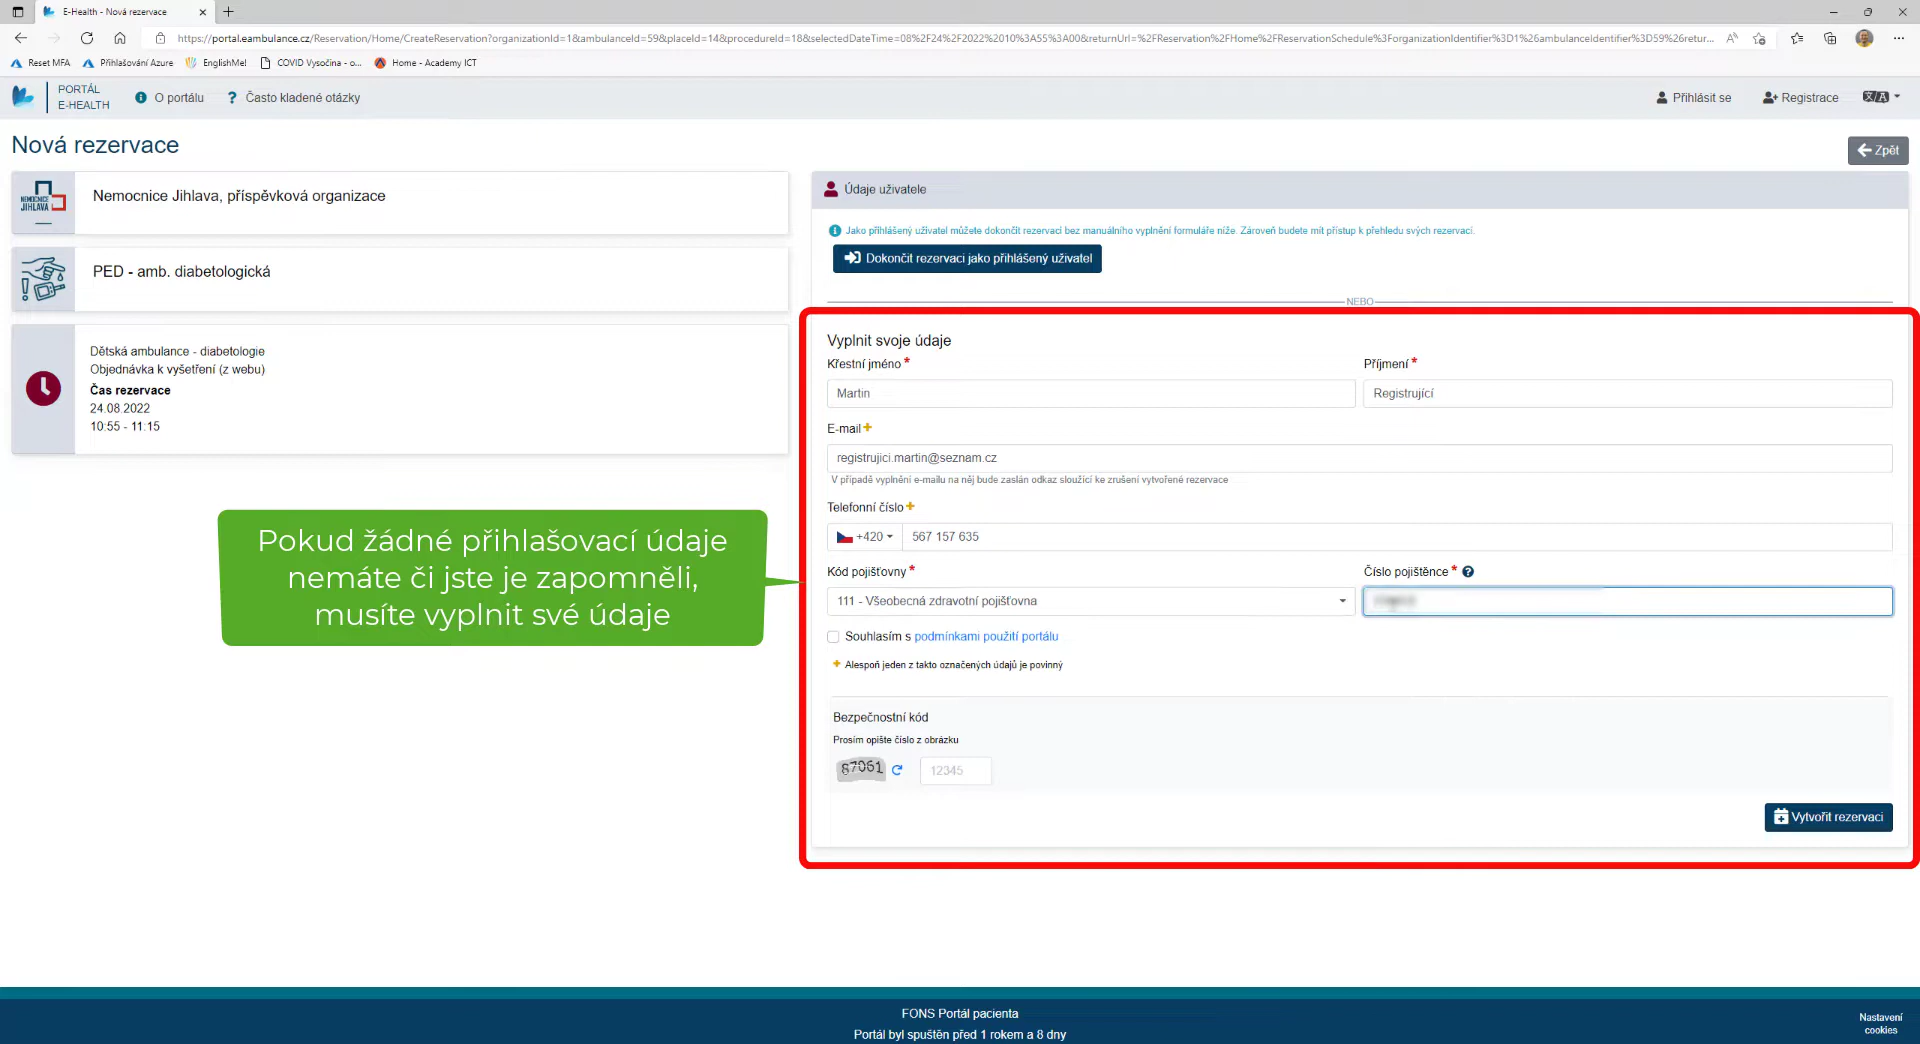 E-Health - Nová rezervace
https://portal.eambulance.cz/Reservation/Home/CreateReservation?organizationId=1&ambulanceId=59&placeId=14&procedureId=18&selectedDateTime=08%2F24%2F2022%2010%3A55%3A00&returnUrl=%2FReservation%2FHome%2FReservationSchedule%3ForganizationIdentifier%3D1%26ambulanceIdentifier%3D59%26retur...
Reset MFA
Přihlašování Azure
EnglishMe!
COVID Vysočina - o...
Home - Academy ICT
PORTÁL
E-HEALTH
O portálu
Často kladené otázky
Přihlásit se
Registrace
Nová rezervace
Zpět
NEMOCNICE
JIHLAVA
Nemocnice Jihlava, příspěvková organizace
PED - amb. diabetologická
Dětská ambulance - diabetologie
Objednávka k vyšetření (z webu)
Čas rezervace
24.08.2022
10:55 - 11:15
Pokud žádné přihlašovací údaje
nemáte či jste je zapomněli,
musíte vyplnit své údaje
Údaje uživatele
Jako přihlášený uživatel můžete dokončit rezervaci bez manuálního vyplnění formuláře níže. Zároveň budete mít přístup k přehledu svých rezervací.
Dokončit rezervaci jako přihlášený uživatel
NEBO
Vyplnit svoje údaje
Křestní jméno *
Příjmení *
Martin
Registrující
E-mail +
registrujici.martin@seznam.cz
V případě vyplnění e-mailu na něj bude zaslán odkaz sloužící ke zrušení vytvořené rezervace
Telefonní číslo +
+420
567 157 635
Kód pojišťovny *
Číslo pojištěnce *
111 - Všeobecná zdravotní pojišťovna
Souhlasím s podmínkami použití portálu
+ Alespoň jeden z takto označených údajů je povinný
Bezpečnostní kód
Prosím opište číslo z obrázku
87061
12345
Vytvořit rezervaci
FONS Portál pacienta
Portál byl spuštěn před 1 rokem a 8 dny
Nastavení
cookies